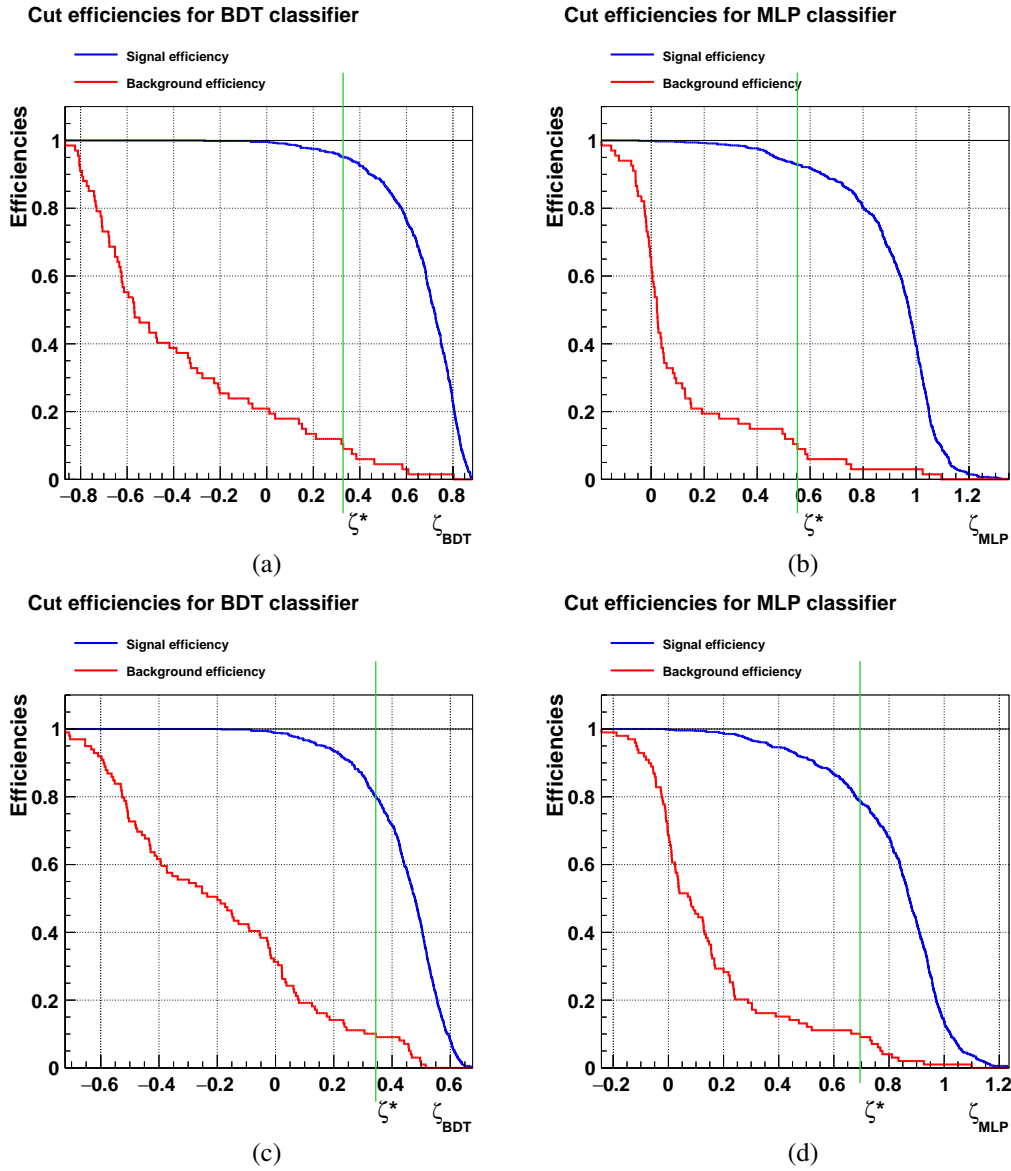 Cut efficiencies for BDT classifier
Signal efficiency
Background efficiency
Efficiencies
1
0.8
0.6
0.4
0.2
0
−0.8 −0.6 −0.4 −0.2 0 0.2 0.4 0.6 0.8
ζ* ζBDT
(a)
Cut efficiencies for MLP classifier
Signal efficiency
Background efficiency
Efficiencies
1
0.8
0.6
0.4
0.2
0
0 0.2 0.4 0.6 0.8 1 1.2
ζ* ζMLP
(b)
Cut efficiencies for BDT classifier
Signal efficiency
Background efficiency
Efficiencies
1
0.8
0.6
0.4
0.2
0
−0.6 −0.4 −0.2 0 0.2 0.4 0.6
ζ* ζBDT
(c)
Cut efficiencies for MLP classifier
Signal efficiency
Background efficiency
Efficiencies
1
0.8
0.6
0.4
0.2
0
−0.2 0 0.2 0.4 0.6 0.8 1 1.2
ζ* ζMLP
(d)